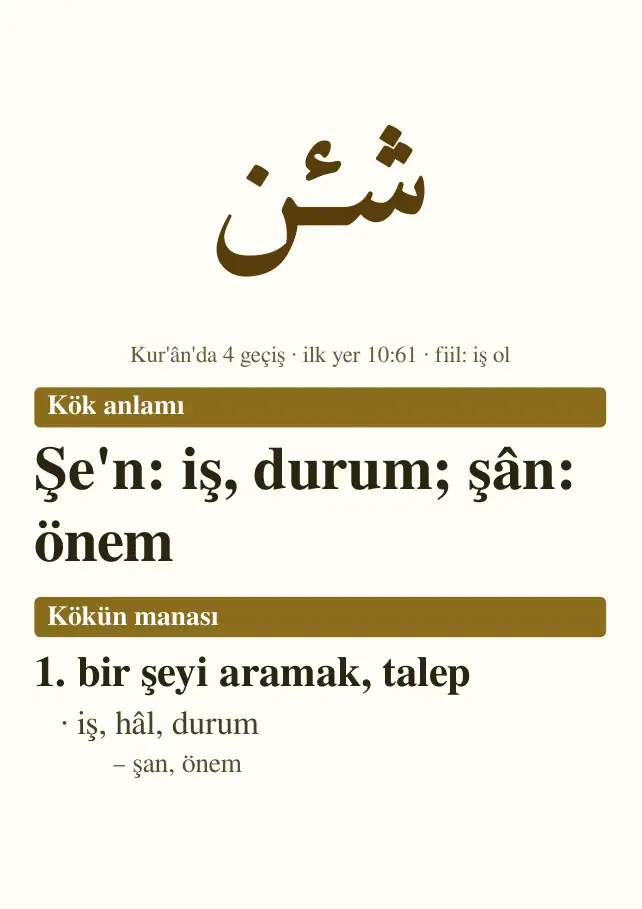 شئن
Kur'ân'da 4 geçiş · ilk yer 10:61 · fiil: iş ol
Kök anlamı
Şe'n: iş, durum; şân:
önem
Kökün manası
1. bir şeyi aramak, talep
· iş, hâl, durum
– şan, önem